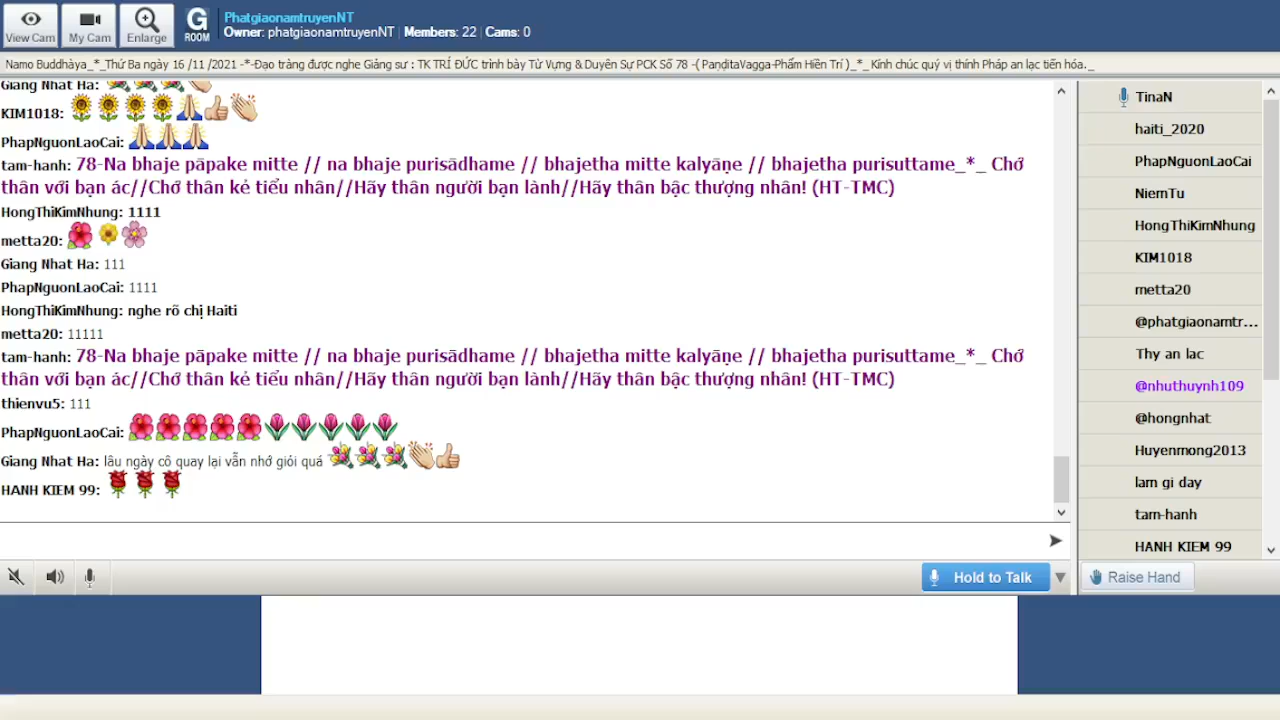 View Cam
My Cam
Enlarge
G
ROOM
PhatgiaonamtruyenNT
Owner: phatgiaonamtruyenNT | Members: 22 | Cams: 0
Namo Buddhàya_*_Thứ Ba ngày 16 /11 /2021 -*-Đạo tràng được nghe Giảng sư : TK TRÍ ĐỨC trình bày Từ Vựng & Duyên Sự PCK Số 78 -( PaṇḍitaVagga-Phẩm Hiền Trí )_*_ Kính chúc quý vị thính Pháp an lạc tiến hóa._
Giang Nhat Ha:
KIM1018:
PhapNguonLaoCai:
tam-hanh: 78-Na bhaje pāpake mitte // na bhaje purisādhame // bhajetha mitte kalyāṇe // bhajetha purisuttame_*_ Chớ
thân với bạn ác//Chớ thân kẻ tiểu nhân//Hãy thân người bạn lành//Hãy thân bậc thượng nhân! (HT-TMC)
HongThiKimNhung: 1111
metta20:
Giang Nhat Ha: 111
PhapNguonLaoCai: 1111
HongThiKimNhung: nghe rõ chị Haiti
metta20: 11111
tam-hanh: 78-Na bhaje pāpake mitte // na bhaje purisādhame // bhajetha mitte kalyāṇe // bhajetha purisuttame_*_ Chớ
thân với bạn ác//Chớ thân kẻ tiểu nhân//Hãy thân người bạn lành//Hãy thân bậc thượng nhân! (HT-TMC)
thienvu5: 111
PhapNguonLaoCai:
Giang Nhat Ha: lâu ngày cô quay lại vẫn nhớ giỏi quá
HANH KIEM 99:
TinaN
haiti_2020
PhapNguonLaoCai
NiemTu
HongThiKimNhung
KIM1018
metta20
@phatgiaonamtr...
Thy an lac
@nhuthuynh109
@hongnhat
Huyenmong2013
lam gi day
tam-hanh
HANH KIEM 99
Hold to Talk
Raise Hand